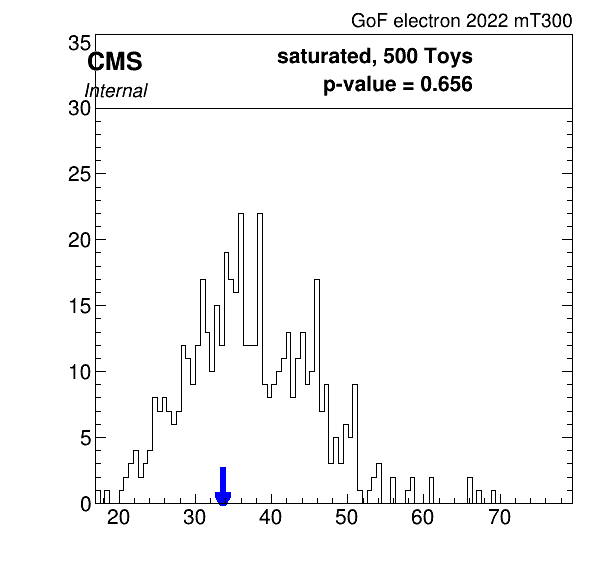 GoF electron 2022 mT300
35
CMS
saturated, 500 Toys
Internal
p-value = 0.656
30
25
20
15
10
5
0
20 30 40 50 60 70